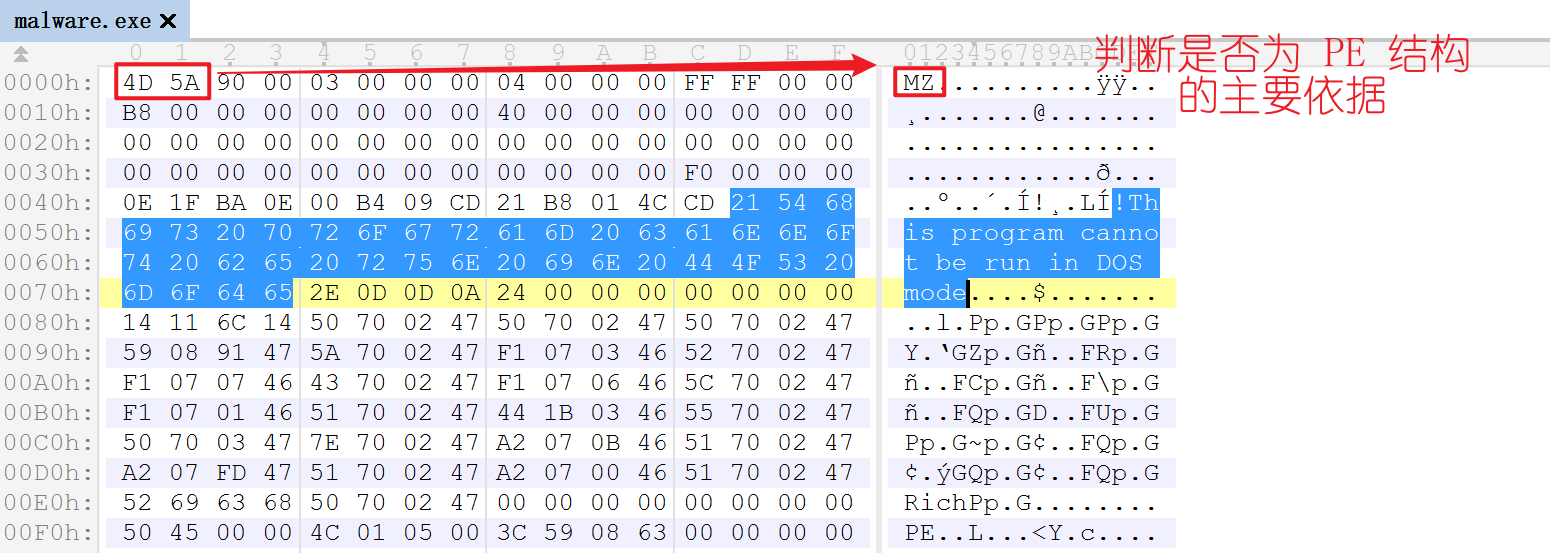 malware.exe ×
0 1 2 3 4 5 6 7 8 9 A B C D E F 0123456789AB
判断是否为 PE 结构
的主要依据
0000h: 4D 5A 90 00 03 00 00 00 04 00 00 00 FF FF 00 00 MZ..........ÿÿ..
0010h: B8 00 00 00 00 00 00 00 40 00 00 00 00 00 00 00 ¸.......@.......
0020h: 00 00 00 00 00 00 00 00 00 00 00 00 00 00 00 00 ................
0030h: 00 00 00 00 00 00 00 00 00 00 00 00 F0 00 00 00 ............ð...
0040h: 0E 1F BA 0E 00 B4 09 CD 21 B8 01 4C CD 21 54 68 ..º..´.Í!¸.LÍ!Th
0050h: 69 73 20 70 72 6F 67 72 61 6D 20 63 61 6E 6E 6F is program canno
0060h: 74 20 62 65 20 72 75 6E 20 69 6E 20 44 4F 53 20 t be run in DOS
0070h: 6D 6F 64 65 2E 0D 0D 0A 24 00 00 00 00 00 00 00 mode....$.......
0080h: 14 11 6C 14 50 70 02 47 50 70 02 47 50 70 02 47 ..l.Pp.GPp.GPp.G
0090h: 59 08 91 47 5A 70 02 47 F1 07 03 46 52 70 02 47 Y.‘GZp.Gñ..FRp.G
00A0h: F1 07 07 46 43 70 02 47 F1 07 06 46 5C 70 02 47 ñ..FCp.Gñ..F\p.G
00B0h: F1 07 01 46 51 70 02 47 44 1B 03 46 55 70 02 47 ñ..FQp.GD..FUp.G
00C0h: 50 70 03 47 7E 70 02 47 A2 07 0B 46 51 70 02 47 Pp.G~p.G¢..FQp.G
00D0h: A2 07 FD 47 51 70 02 47 A2 07 00 46 51 70 02 47 ¢.ýGQp.G¢..FQp.G
00E0h: 52 69 63 68 50 70 02 47 00 00 00 00 00 00 00 00 RichPp.G........
00F0h: 50 45 00 00 4C 01 05 00 3C 59 08 63 00 00 00 00 PE..L...<Y.c....